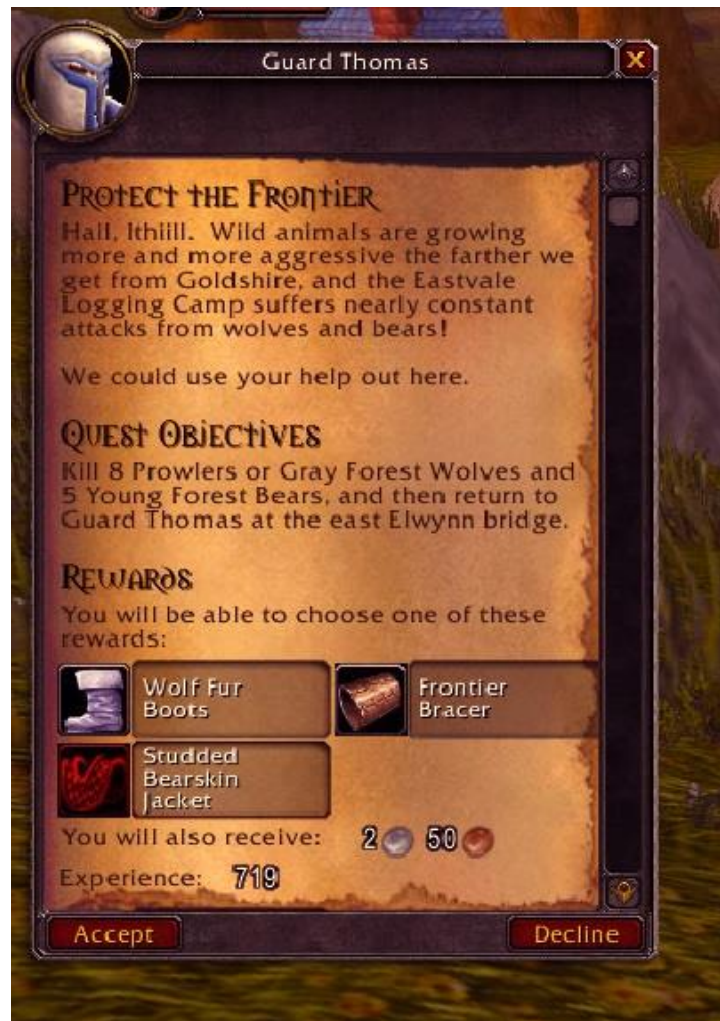 Guard Thomas
Protect the Frontier
Hail, Ithiill. Wild animals are growing
more and more aggressive the farther we
get from Goldshire, and the Eastvale
Logging Camp suffers nearly constant
attacks from wolves and bears!
We could use your help out here.
Quest Objectives
Kill 8 Prowlers or Gray Forest Wolves and
5 Young Forest Bears, and then return to
Guard Thomas at the east Elwynn bridge.
Rewards
You will be able to choose one of these
rewards:
Wolf Fur
Boots
Frontier
Bracer
Studded
Bearskin
Jacket
You will also receive: 2 50
Experience: 719
Accept
Decline